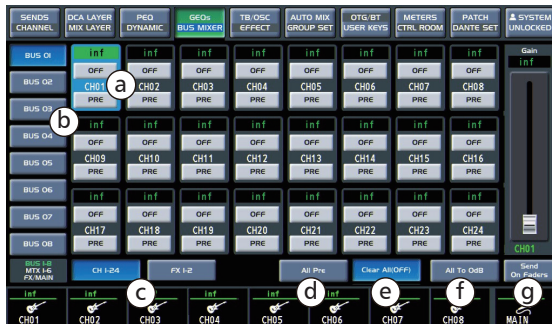 SENDS DCA LAYER PEQ GEQs TB/OSC AUTO MIX OTG/BT METERS PATCH SYSTEM
CHANNEL MIX LAYER DYNAMIC BUS MIXER EFFECT GROUP SET USER KEYS CTRL ROOM DANTE SET UNLOCK
BUS 01 inf inf inf inf inf inf inf inf Gain
OFF OFF OFF OFF OFF OFF OFF OFF inf
BUS 02 CH01 a CH02 CH03 CH04 CH05 CH06 CH07 CH08
PRE PRE PRE PRE PRE PRE PRE PRE
BUS 03 b
inf inf inf inf inf inf inf inf
BUS 04 OFF OFF OFF OFF OFF OFF OFF OFF
BUS 05 CH09 CH10 CH11 CH12 CH13 CH14 CH15 CH16
PRE PRE PRE PRE PRE PRE PRE PRE
BUS 06 inf inf inf inf inf inf inf inf
BUS 07 OFF OFF OFF OFF OFF OFF OFF OFF
CH17 CH18 CH19 CH20 CH21 CH22 CH23 CH24
BUS 08 PRE PRE PRE PRE PRE PRE PRE PRE CH01
BUS 1-8
MTX 1-6 CH 1-24 FX 1-2 All Pre Clear All(OFF) All To 0dB Send
FX/MAIN On Faders
c d e f g
inf inf inf inf inf inf inf inf
CH01 CH02 CH03 CH04 CH05 CH06 CH07 CH08 MAIN